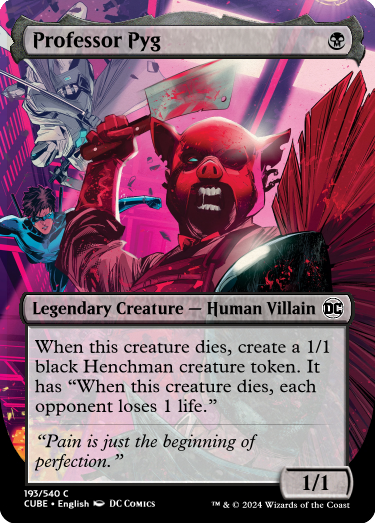 Professor Pyg
Legendary Creature — Human Villain DC
When this creature dies, create a 1/1
black Henchman creature token. It
has “When this creature dies, each
opponent loses 1 life.”
“Pain is just the beginning of
perfection.”
1/1
193/540 C
CUBE • English DC COMICS
™ & © 2024 Wizards of the Coast